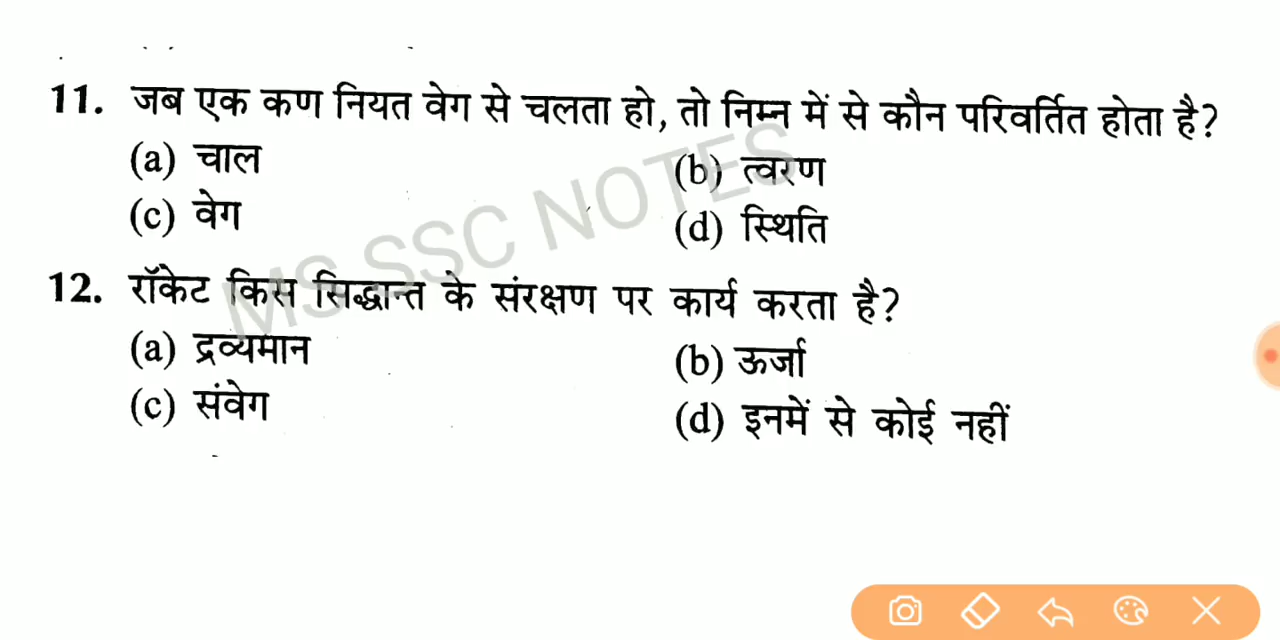 11. जब एक कण नियत वेग से चलता हो, तो निम्न में से कौन परिवर्तित होता है?
(a) चाल (b) त्वरण
(c) वेग (d) स्थिति
12. रॉकेट किस सिद्धान्त के संरक्षण पर कार्य करता है?
(a) द्रव्यमान (b) ऊर्जा
(c) संवेग (d) इनमें से कोई नहीं
MS SSC NOTES